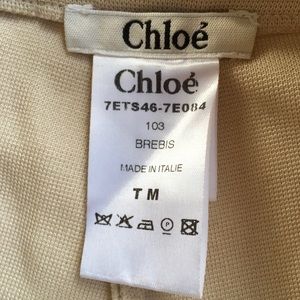 Chloé
Chloé
7ETS46-7E084
103
BREBIS
MADE IN ITALIE
T M